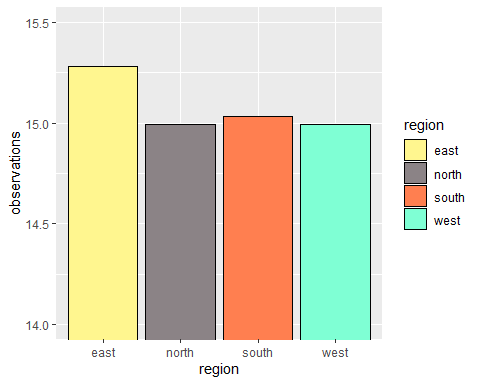 15.5
15.0
14.5
14.0
observations
east north south west
region
region
east
north
south
west